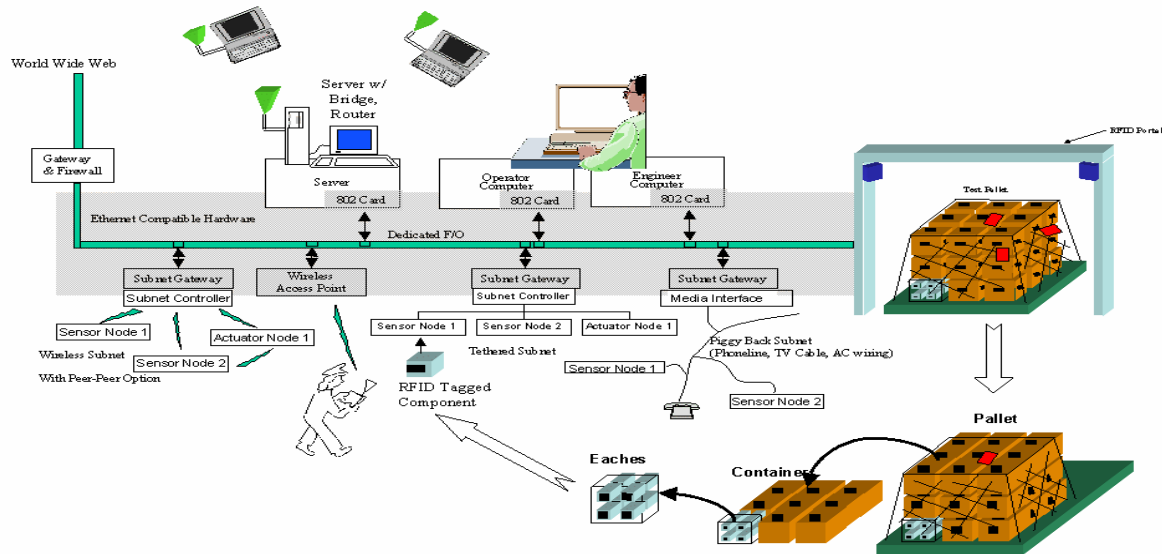 World Wide Web
Server w/
Bridge,
Router
RFID Portal
Gateway
& Firewall
Server
802 Card
Operator
Computer
802 Card
Engineer
Computer
802 Card
Test Pallet
Ethernet Compatible Hardware
Dedicated F/O
Subnet Gateway
Subnet Controller
Wireless
Access Point
Subnet Gateway
Subnet Controller
Subnet Gateway
Media Interface
Sensor Node 1
Actuator Node 1
Wireless Subnet
Sensor Node 2
With Peer-Peer Option
Sensor Node 1
Sensor Node 2
Actuator Node 1
Tethered Subnet
RFID Tagged
Component
Piggy Back Subnet
(Phoneline, TV Cable, AC wiring)
Sensor Node 1
Sensor Node 2
Pallet
Eaches
Container